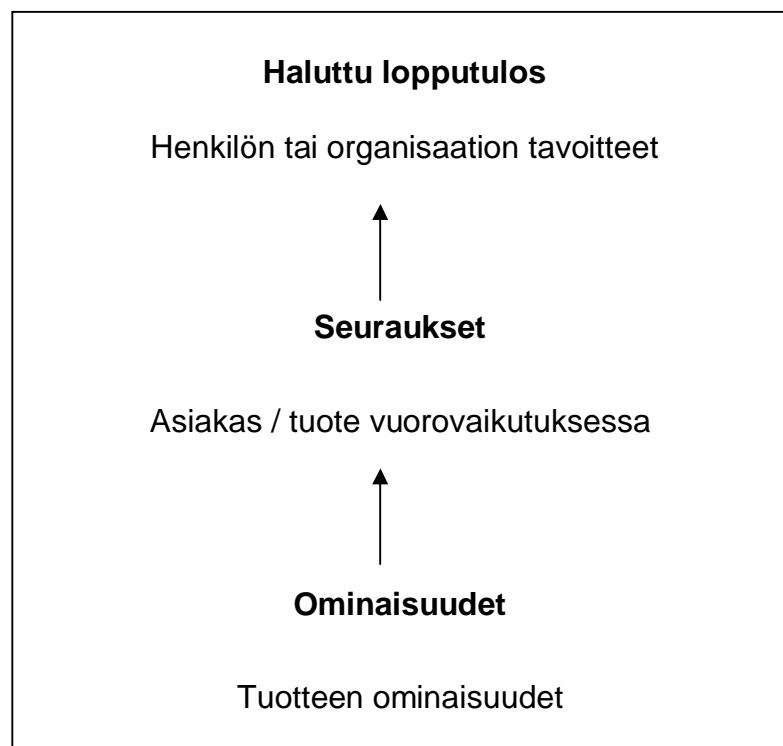 Haluttu lopputulos
Henkilön tai organisaation tavoitteet
Seuraukset
Asiakas / tuote vuorovaikutuksessa
Ominaisuudet
Tuotteen ominaisuudet